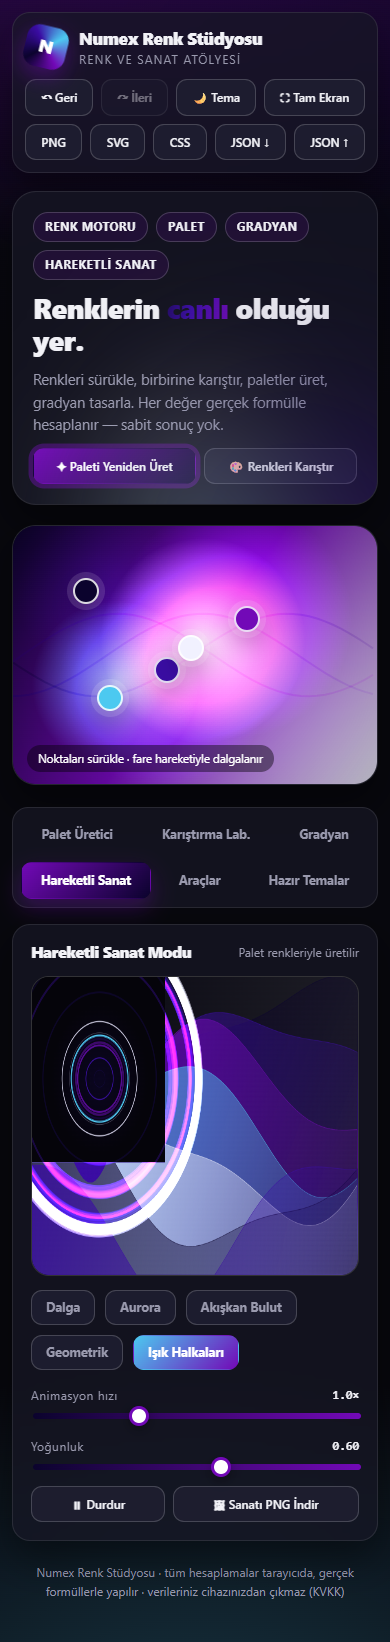 N
Numex Renk Stüdyosu
RENK VE SANAT ATÖLYESİ
↶ Geri
↷ İleri
🌙 Tema
⛶ Tam Ekran
PNG
SVG
CSS
JSON ↓
JSON ↑
RENK MOTORU
PALET
GRADYAN
HAREKETLİ SANAT
Renklerin canlı olduğu
yer.
Renkleri sürükle, birbirine karıştır, paletler üret,
gradyan tasarla. Her değer gerçek formülle
hesaplanır — sabit sonuç yok.
✦ Paleti Yeniden Üret
🎨 Renkleri Karıştır
Noktaları sürükle · fare hareketiyle dalgalanır
Palet Üretici
Karıştırma Lab.
Gradyan
Hareketli Sanat
Araçlar
Hazır Temalar
Hareketli Sanat Modu
Palet renkleriyle üretilir
Dalga
Aurora
Akışkan Bulut
Geometrik
Işık Halkaları
Animasyon hızı
1.0×
Yoğunluk
0.60
⏸ Durdur
🖼 Sanatı PNG İndir
Numex Renk Stüdyosu · tüm hesaplamalar tarayıcıda, gerçek
formüllerle yapılır · verileriniz cihazınızdan çıkmaz (KVKK)